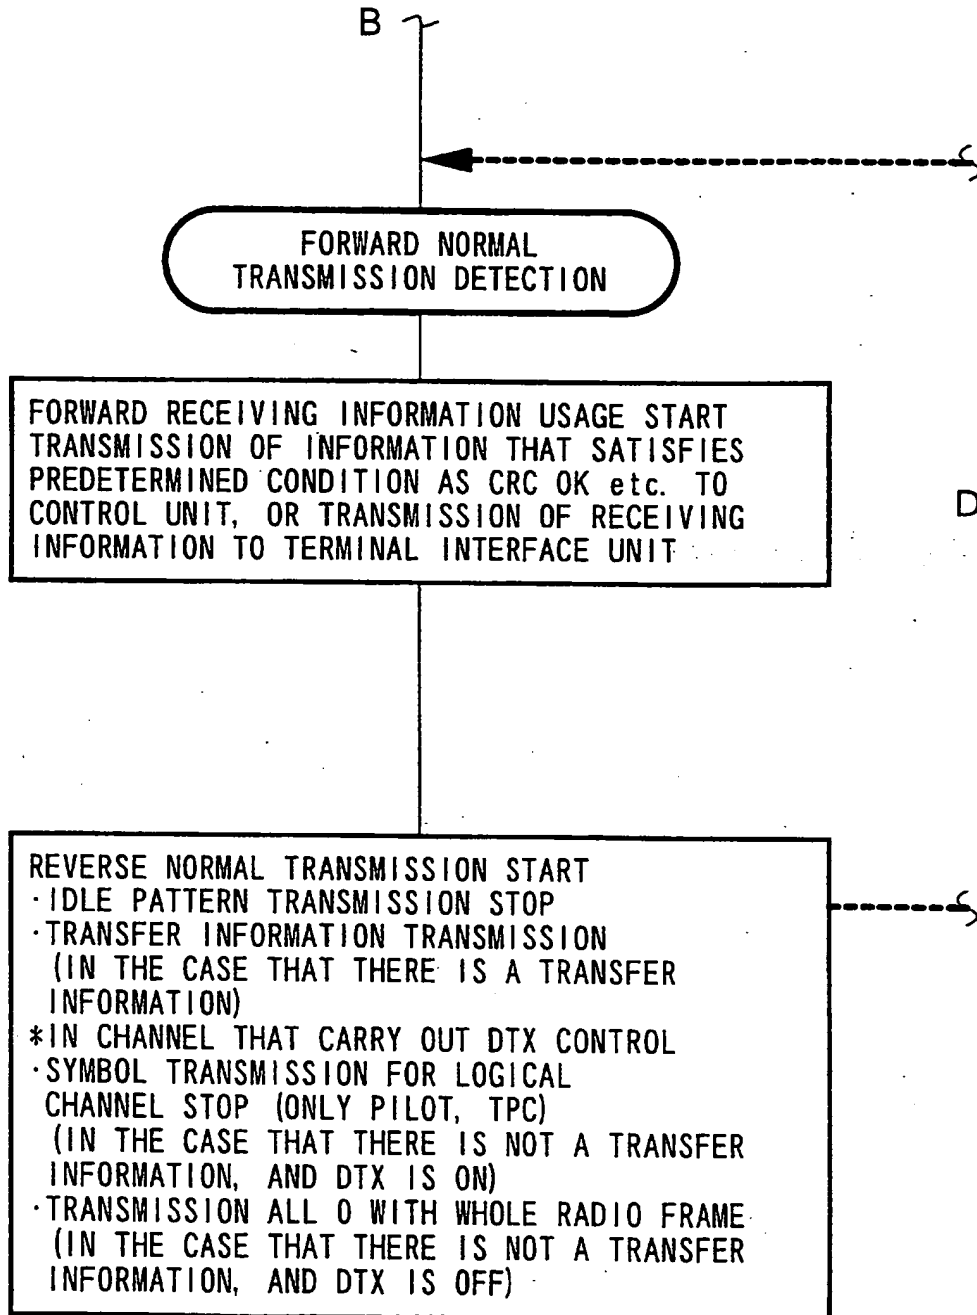 B
FORWARD NORMAL
TRANSMISSION DETECTION
FORWARD RECEIVING INFORMATION USAGE START
TRANSMISSION OF INFORMATION THAT SATISFIES
PREDETERMINED CONDITION AS CRC OK etc. TO
CONTROL UNIT, OR TRANSMISSION OF RECEIVING
INFORMATION TO TERMINAL INTERFACE UNIT
D
REVERSE NORMAL TRANSMISSION START
·IDLE PATTERN TRANSMISSION STOP
·TRANSFER INFORMATION TRANSMISSION
(IN THE CASE THAT THERE IS A TRANSFER
INFORMATION)
*IN CHANNEL THAT CARRY OUT DTX CONTROL
·SYMBOL TRANSMISSION FOR LOGICAL
CHANNEL STOP (ONLY PILOT, TPC)
(IN THE CASE THAT THERE IS NOT A TRANSFER
INFORMATION, AND DTX IS ON)
·TRANSMISSION ALL 0 WITH WHOLE RADIO FRAME
(IN THE CASE THAT THERE IS NOT A TRANSFER
INFORMATION, AND DTX IS OFF)